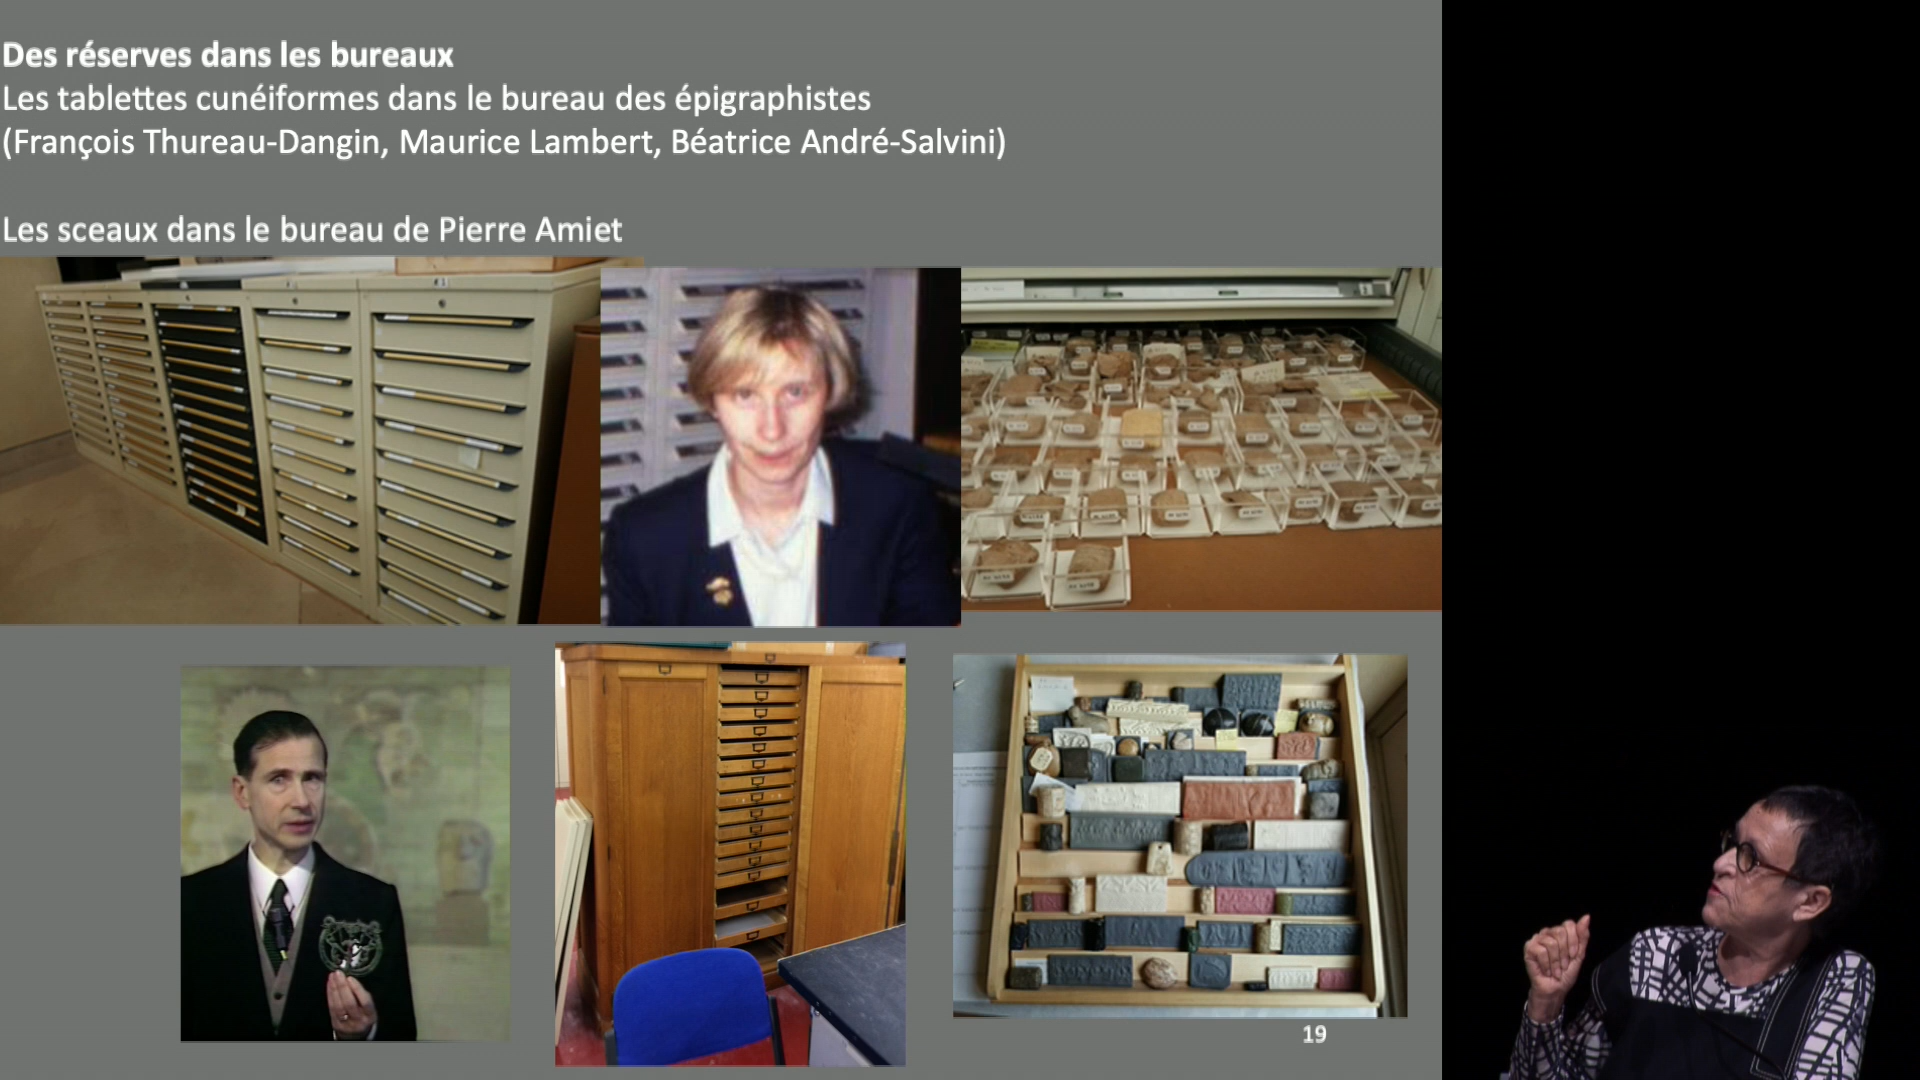 Des réserves dans les bureaux
Les tablettes cunéiformes dans le bureau des épigraphistes
(François Thureau-Dangin, Maurice Lambert, Béatrice André-Salvini)
Les sceaux dans le bureau de Pierre Amiet
19